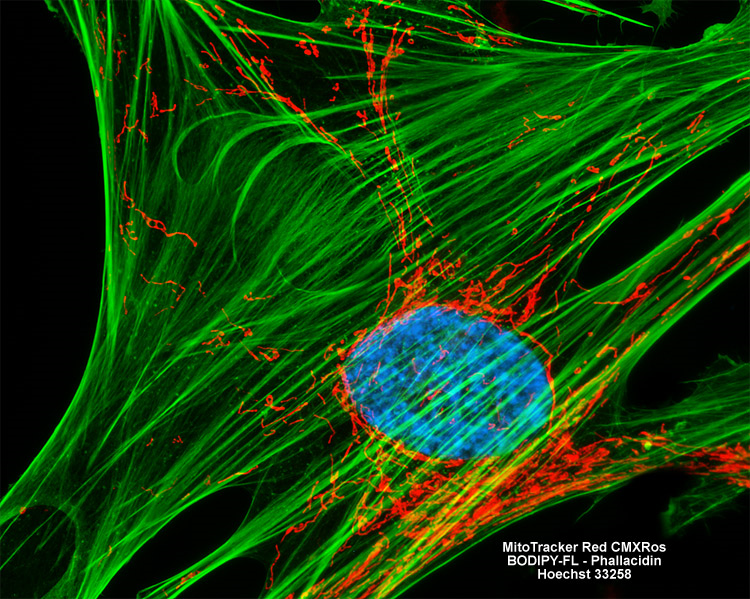 MitoTracker Red CMXRos
BODIPY-FL - Phallacidin
Hoechst 33258